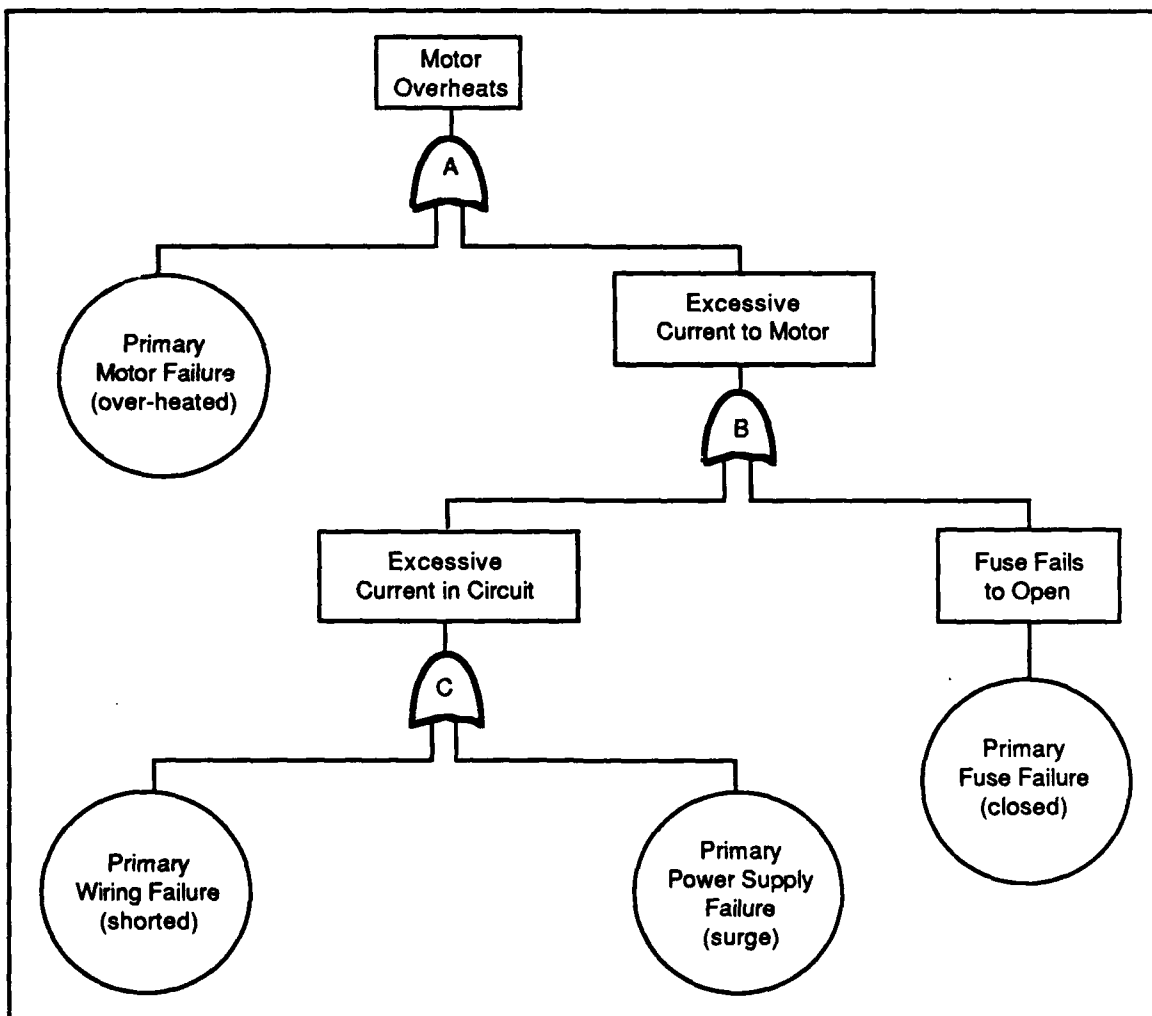 Motor
Overheats
A
Primary
Motor Failure
(over-heated)
Excessive
Current to Motor
B
Excessive
Current in Circuit
Fuse Fails
to Open
C
Primary
Fuse Failure
(closed)
Primary
Wiring Failure
(shorted)
Primary
Power Supply
Failure
(surge)